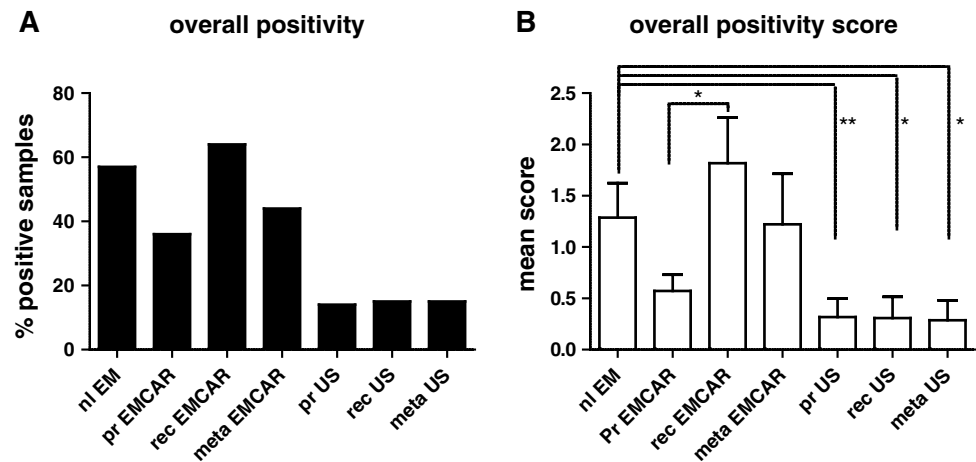 A overall positivity
% positive samples
80
60
40
20
0
nl EM
pr EMCAR
rec EMCAR
meta EMCAR
pr US
rec US
meta US
B overall positivity score
mean score
2.5
2.0
1.5
1.0
0.5
0.0
*
**
*
*
nl EM
Pr EMCAR
rec EMCAR
meta EMCAR
pr US
rec US
meta US